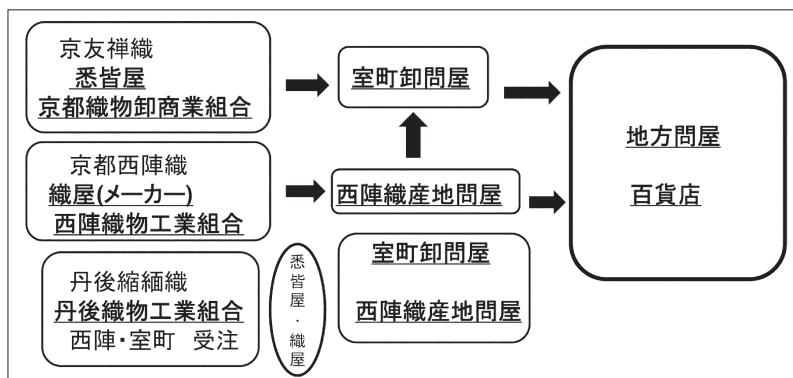 京友禅織
悉皆屋
京都織物卸商業組合
室町卸問屋
地方問屋
百貨店
京都西陣織
織屋(メーカー)
西陣織物工業組合
西陣織産地問屋
丹後縮緬織
丹後織物工業組合
西陣・室町　受注
悉皆屋・織屋
室町卸問屋
西陣織産地問屋